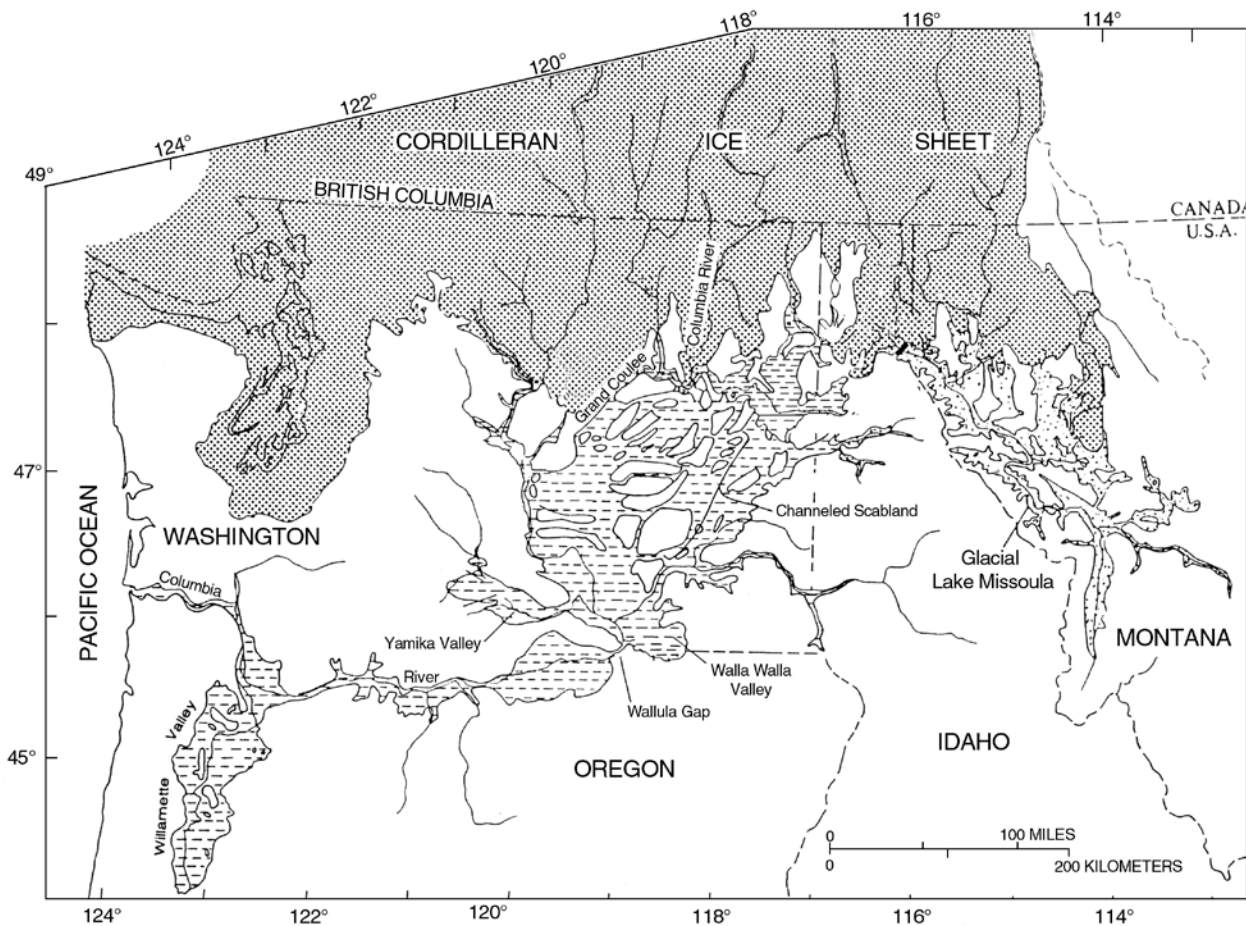 118°
116°
114°
120°
122°
124°
CORDILLERAN ICE SHEET
49°
BRITISH COLUMBIA
CANADA
U.S.A.
Columbia River
Grand Coulee
47°
PACIFIC OCEAN
WASHINGTON
Channeled Scabland
Glacial
Lake Missoula
Columbia
Yamika Valley
MONTANA
River
Walla Walla
Valley
Wallula Gap
Valley
Willamette
IDAHO
45°
OREGON
0 100 MILES
0 200 KILOMETERS
124° 122° 120° 118° 116° 114°